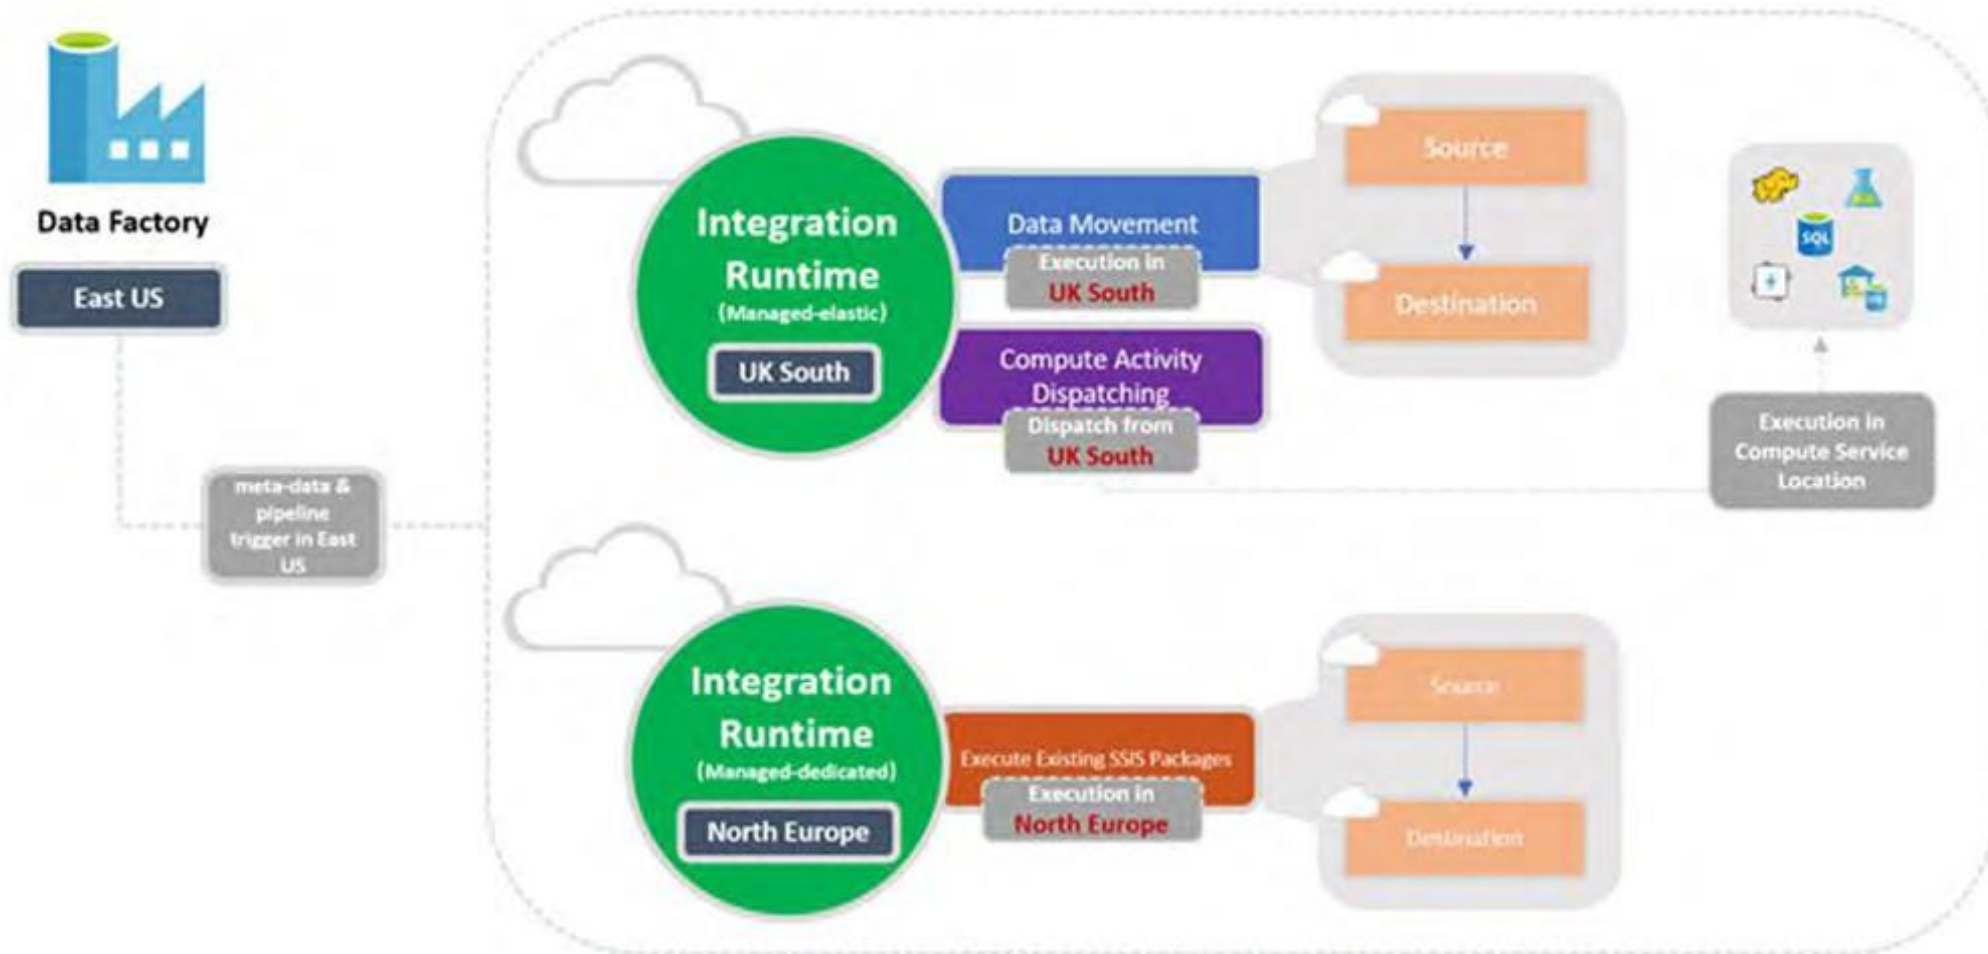 Data Factory
East US
meta-data &
pipeline
trigger in East
US
Integration
Runtime
(Managed-elastic)
UK South
Data Movement
Execution in
UK South
Compute Activity
Dispatching
Dispatch from
UK South
Source
Destination
SQL
Execution in
Compute Service
Location
Integration
Runtime
(Managed-dedicated)
North Europe
Execute Existing SSIS Packages
Execution in
North Europe
Source
Destination